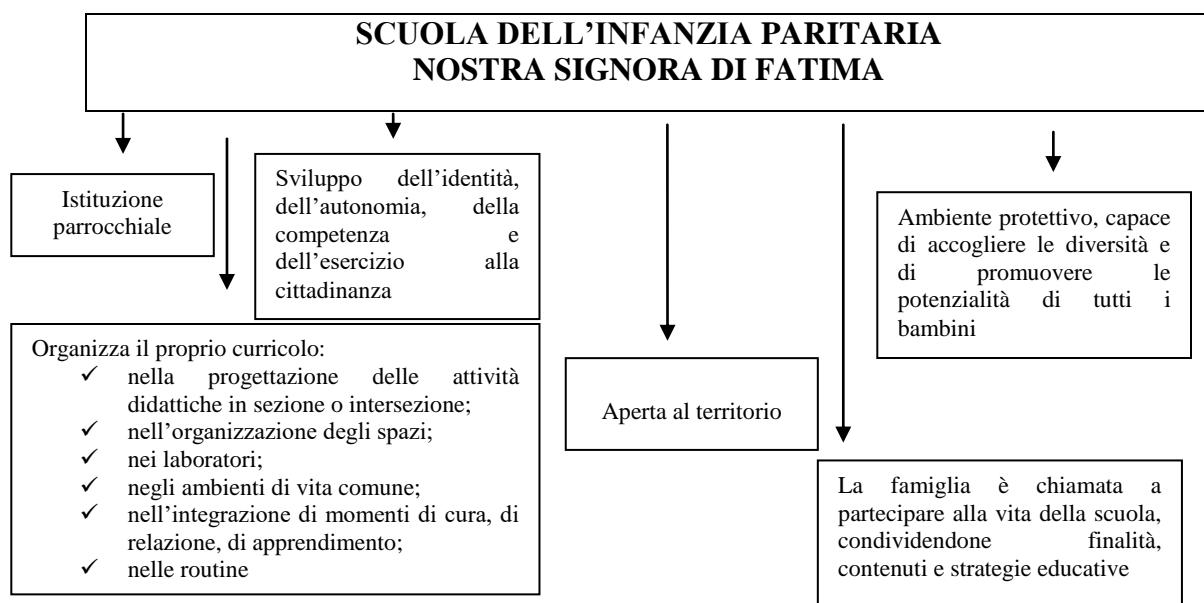 SCUOLA DELL’INFANZIA PARITARIA
NOSTRA SIGNORA DI FATIMA
Istituzione
parrocchiale
Sviluppo dell’identità,
dell’autonomia, della
competenza e
dell’esercizio alla
cittadinanza
Ambiente protettivo, capace
di accogliere le diversità e
di promuovere le
potenzialità di tutti i
bambini
Organizza il proprio curricolo:
✓ nella progettazione delle attività
didattiche in sezione o intersezione;
✓ nell’organizzazione degli spazi;
✓ nei laboratori;
✓ negli ambienti di vita comune;
✓ nell’integrazione di momenti di cura, di
relazione, di apprendimento;
✓ nelle routine
Aperta al territorio
La famiglia è chiamata a
partecipare alla vita della scuola,
condividendone finalità,
contenuti e strategie educative